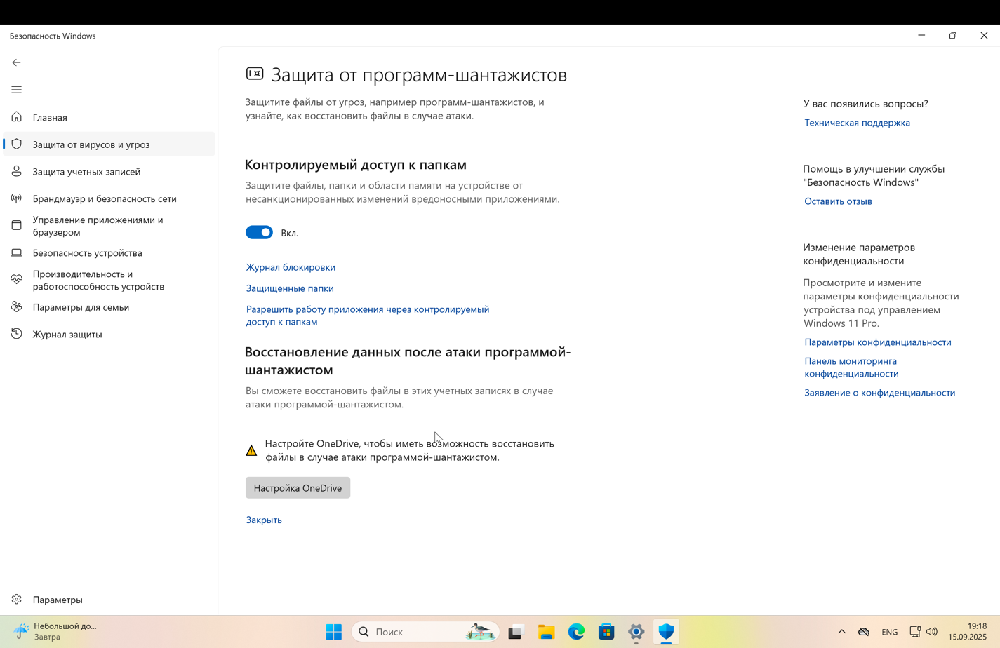 Безопасность Windows
Главная
Защита от вирусов и угроз
Защита учетных записей
Брандмауэр и безопасность сети
Управление приложениями и
браузером
Безопасность устройства
Производительность и
работоспособность устройств
Параметры для семьи
Журнал защиты
Параметры
Защита от программ-шантажистов
Защитите файлы от угроз, например программ-шантажистов, и
узнайте, как восстановить файлы в случае атаки.
Контролируемый доступ к папкам
Защитите файлы, папки и области памяти на устройстве от
несанкционированных изменений вредоносными приложениями.
Вкл.
Журнал блокировки
Защищенные папки
Разрешить работу приложения через контролируемый
доступ к папкам
Восстановление данных после атаки программой-
шантажистом
Вы сможете восстановить файлы в этих учетных записях в случае
атаки программой-шантажистом.
Настройте OneDrive, чтобы иметь возможность восстановить
файлы в случае атаки программой-шантажистом.
Настройка OneDrive
Закрыть
У вас появились вопросы?
Техническая поддержка
Помощь в улучшении службы
"Безопасность Windows"
Оставить отзыв
Изменение параметров
конфиденциальности
Просмотрите и измените
параметры конфиденциальности
устройства под управлением
Windows 11 Pro.
Параметры конфиденциальности
Панель мониторинга
конфиденциальности
Заявление о конфиденциальности
Небольшой до...
Завтра
Поиск
ENG
19:18
15.09.2025